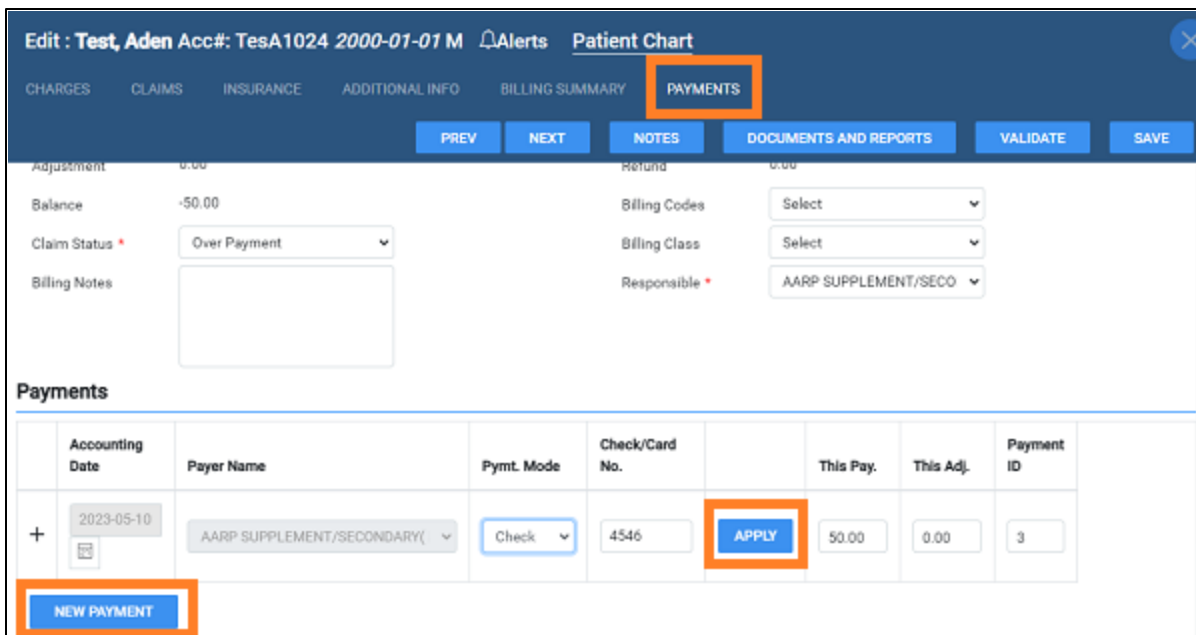 Edit : Test, Aden Acc#: TesA1024 2000-01-01 M Alerts Patient Chart
CHARGES CLAIMS INSURANCE ADDITIONAL INFO BILLING SUMMARY PAYMENTS
PREV NEXT NOTES DOCUMENTS AND REPORTS VALIDATE SAVE
Adjustment 0.00 Refund 0.00
Balance -50.00 Billing Codes Select
Claim Status * Over Payment Billing Class Select
Billing Notes Responsible * AARP SUPPLEMENT/SECO
Payments
Accounting Date Payer Name Pymt. Mode Check/Card No. This Pay. This Adj. Payment ID
+ 2023-05-10 AARP SUPPLEMENT/SECONDARY( Check 4546 APPLY 50.00 0.00 3
NEW PAYMENT